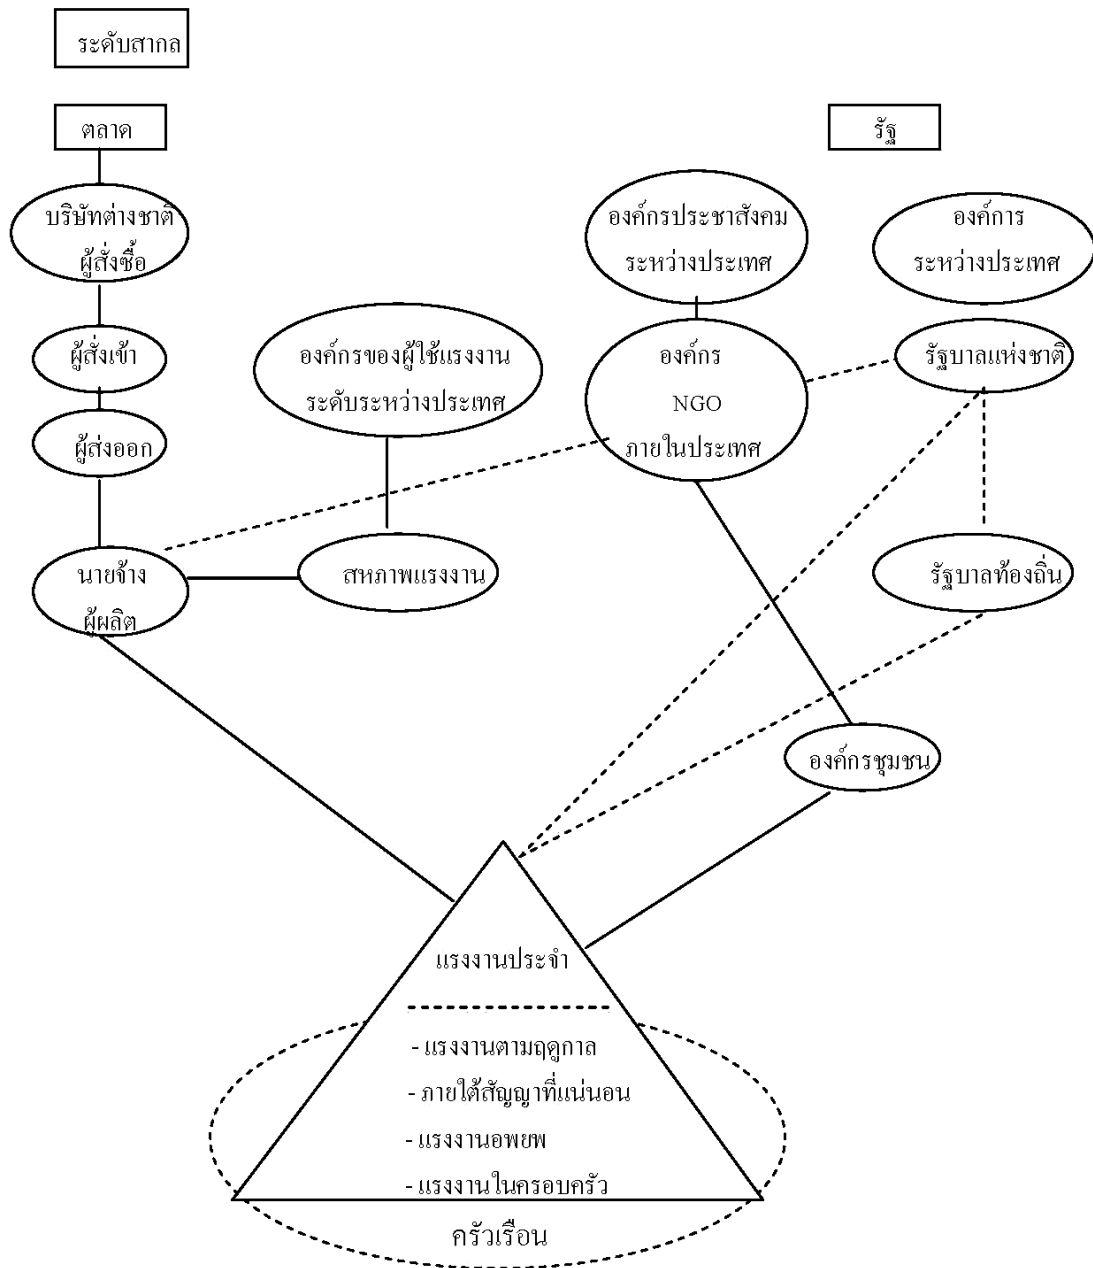 ระดับสากล
ตลาด
รัฐ
บริษัทต่างชาติ
ผู้สั่งซื้อ
องค์กรประชาสังคม
ระหว่างประเทศ
องค์การ
ระหว่างประเทศ
ผู้สั่งเข้า
องค์กรของผู้ใช้แรงงาน
ระดับระหว่างประเทศ
องค์กร
NGO
ภายในประเทศ
รัฐบาลแห่งชาติ
ผู้ส่งออก
นายจ้าง
ผู้ผลิต
สหภาพแรงงาน
รัฐบาลท้องถิ่น
องค์กรชุมชน
แรงงานประจำ
- แรงงานตามฤดูกาล
- ภายใต้สัญญาที่แน่นอน
- แรงงานอพยพ
- แรงงานในครอบครัว
ครัวเรือน